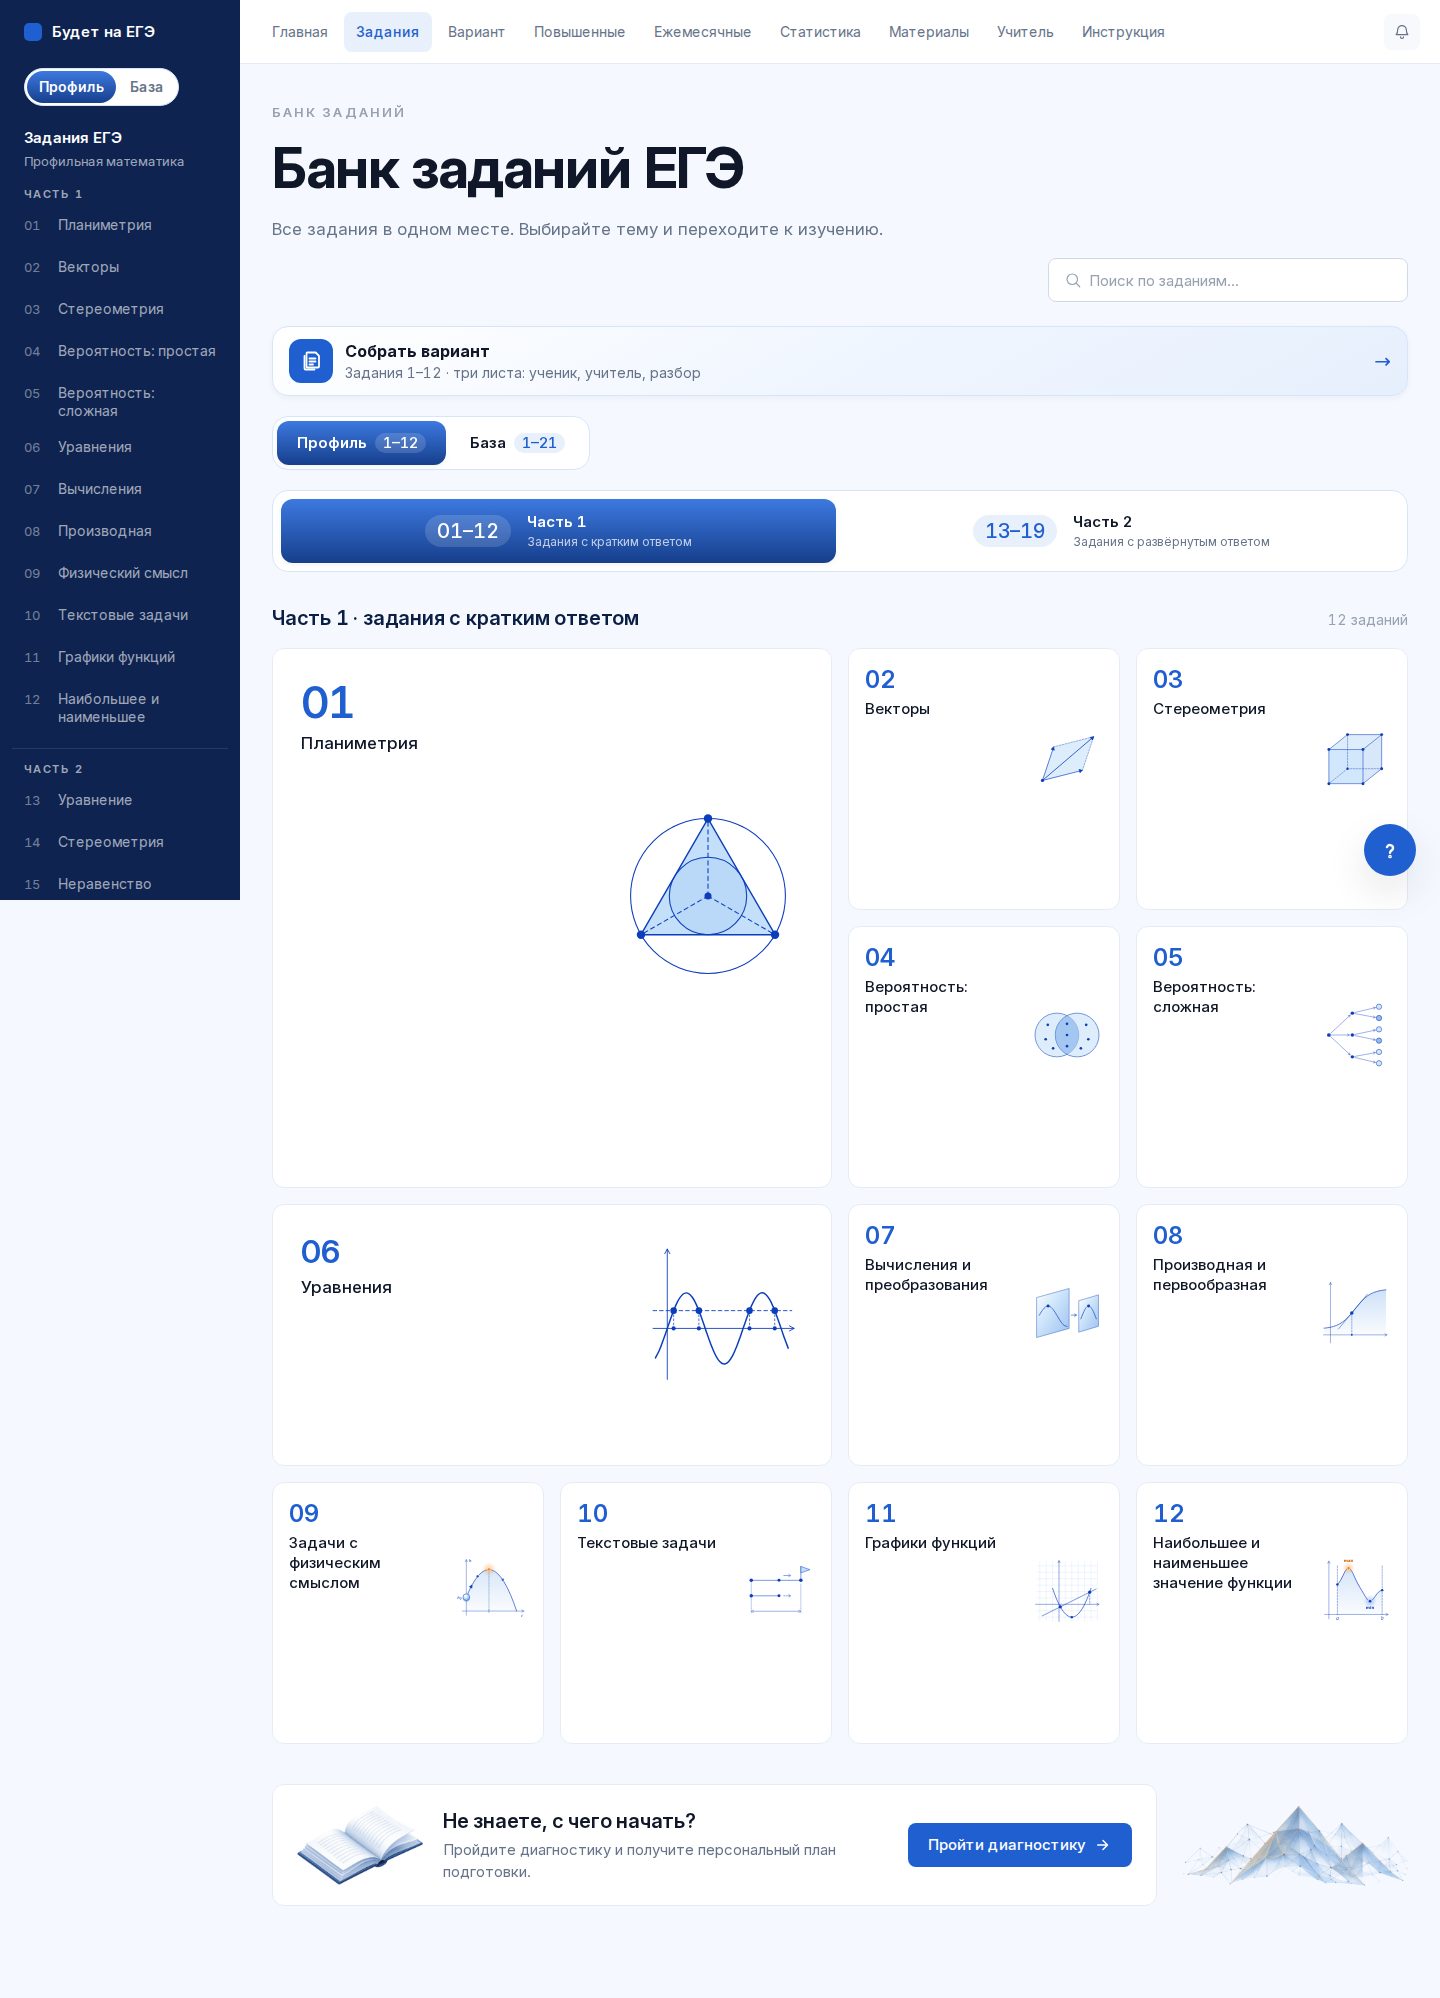 Будет на ЕГЭ
Профиль База
Задания ЕГЭ
Профильная математика
ЧАСТЬ 1
01 Планиметрия
02 Векторы
03 Стереометрия
04 Вероятность: простая
05 Вероятность:
сложная
06 Уравнения
07 Вычисления
08 Производная
09 Физический смысл
10 Текстовые задачи
11 Графики функций
12 Наибольшее и
наименьшее
ЧАСТЬ 2
13 Уравнение
14 Стереометрия
15 Неравенство
Главная Задания Вариант Повышенные Ежемесячные Статистика Материалы Учитель Инструкция
БАНК ЗАДАНИЙ
Банк заданий ЕГЭ
Все задания в одном месте. Выбирайте тему и переходите к изучению.
Поиск по заданиям...
Собрать вариант
Задания 1–12 · три листа: ученик, учитель, разбор
→
Профиль 1–12 База 1–21
01–12 Часть 1
Задания с кратким ответом
13–19 Часть 2
Задания с развёрнутым ответом
Часть 1 · задания с кратким ответом
12 заданий
01
Планиметрия
02
Векторы
03
Стереометрия
?
04
Вероятность:
простая
05
Вероятность:
сложная
06
Уравнения
07
Вычисления и
преобразования
08
Производная и
первообразная
09
Задачи с
физическим
смыслом
10
Текстовые задачи
11
Графики функций
12
Наибольшее и
наименьшее
значение функции
Не знаете, с чего начать?
Пройдите диагностику и получите персональный план
подготовки.
Пройти диагностику →